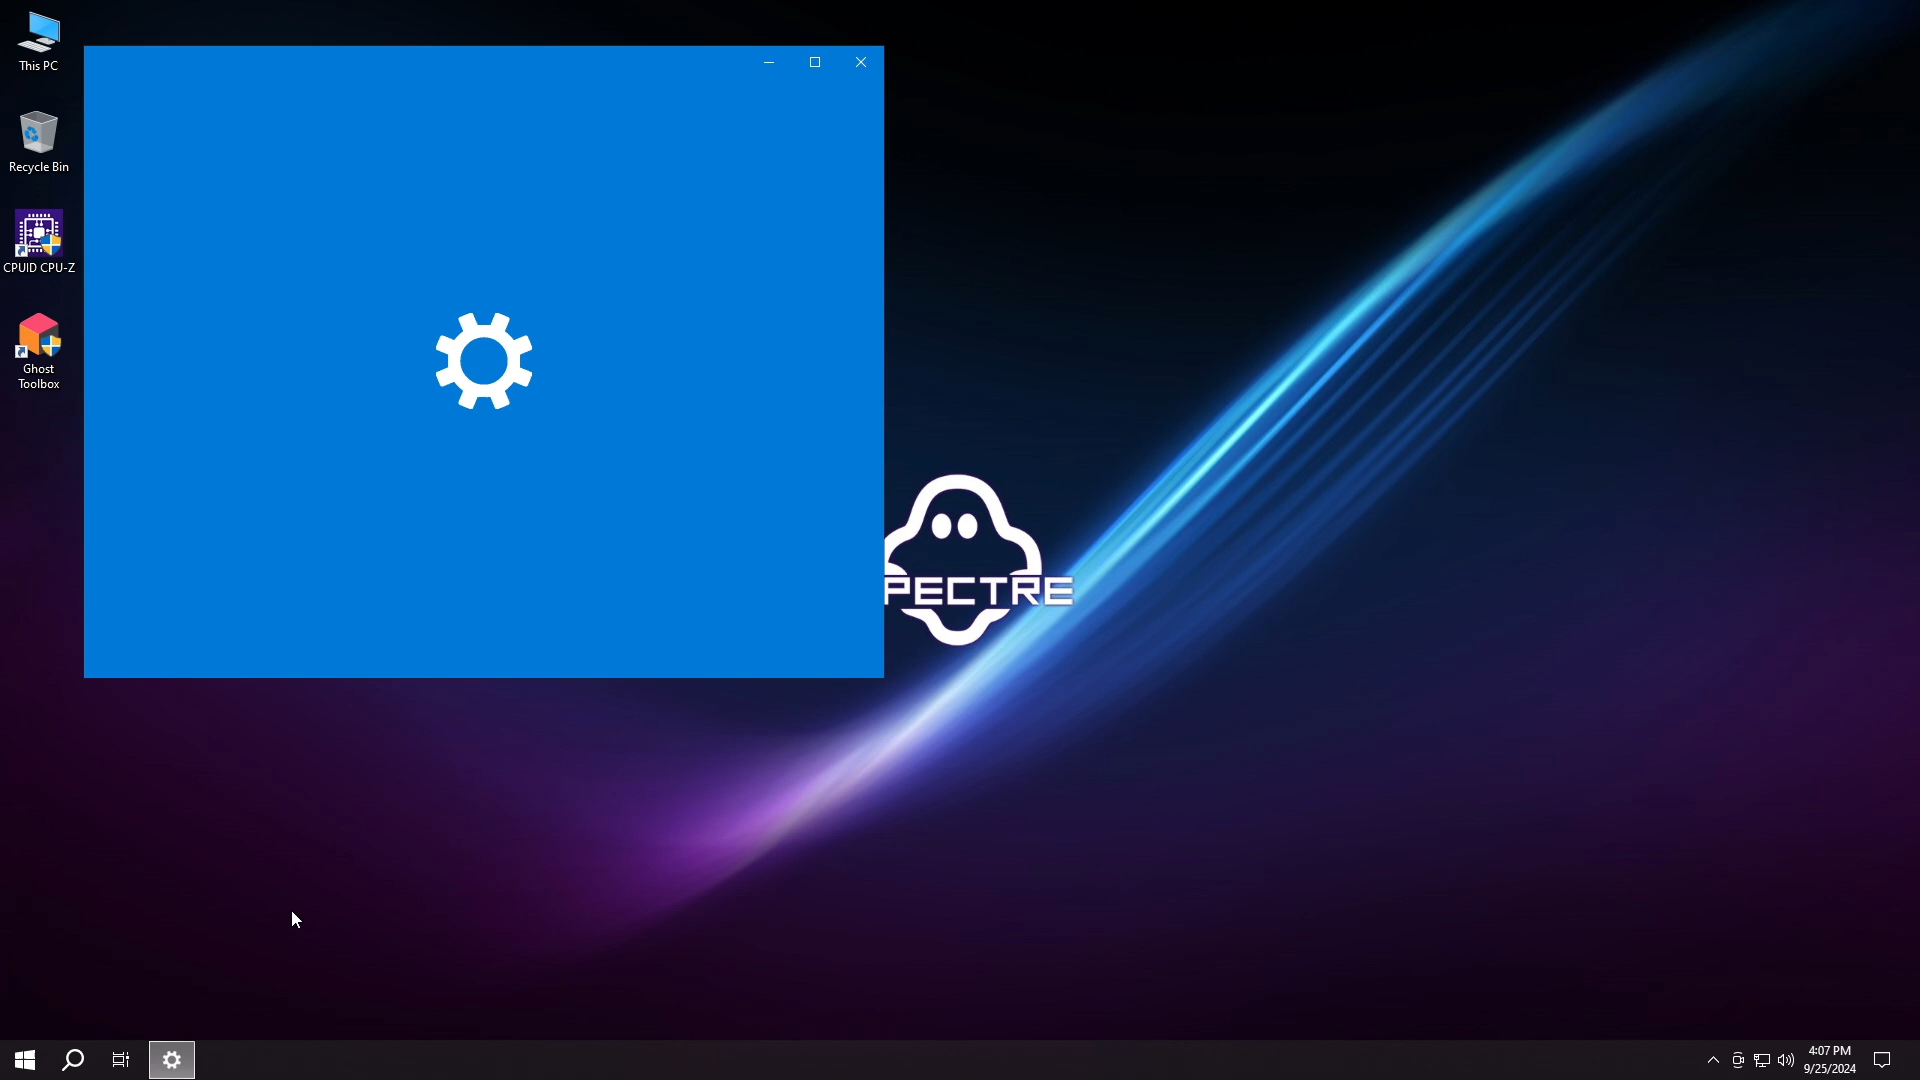 This PC
Recycle Bin
CPUID CPU-Z
Ghost
Toolbox
PECTRE
4:07 PM
9/25/2024